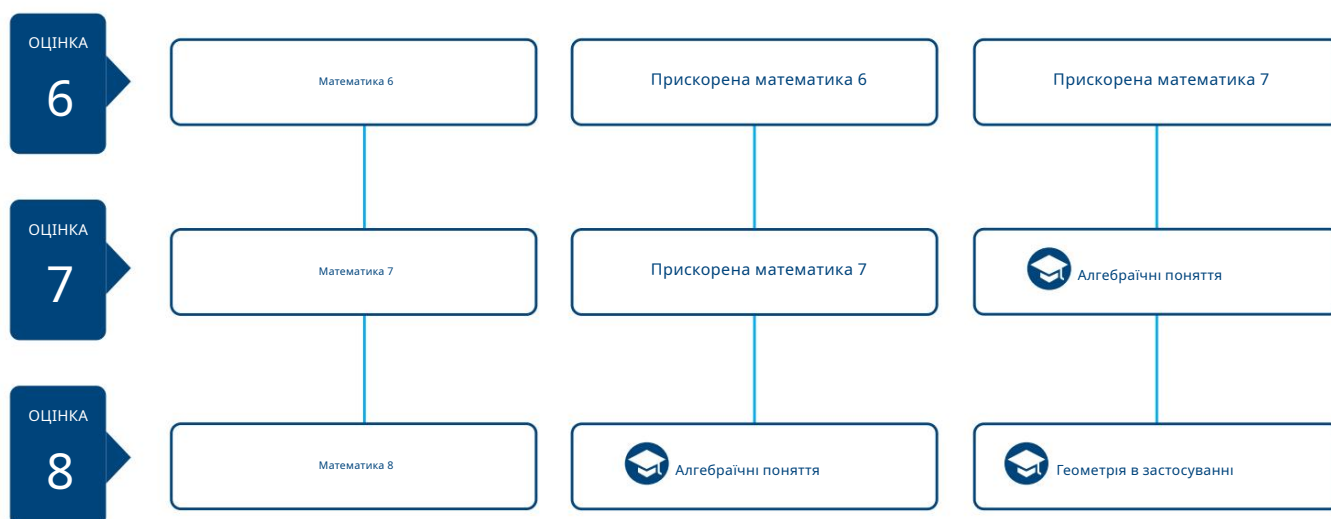 ОЦІНКА
6
Математика 6
Прискорена математика 6
Прискорена математика 7
ОЦІНКА
7
Математика 7
Прискорена математика 7
Алгебраїчні поняття
ОЦІНКА
8
Математика 8
Алгебраїчні поняття
Геометрія в застосуванні